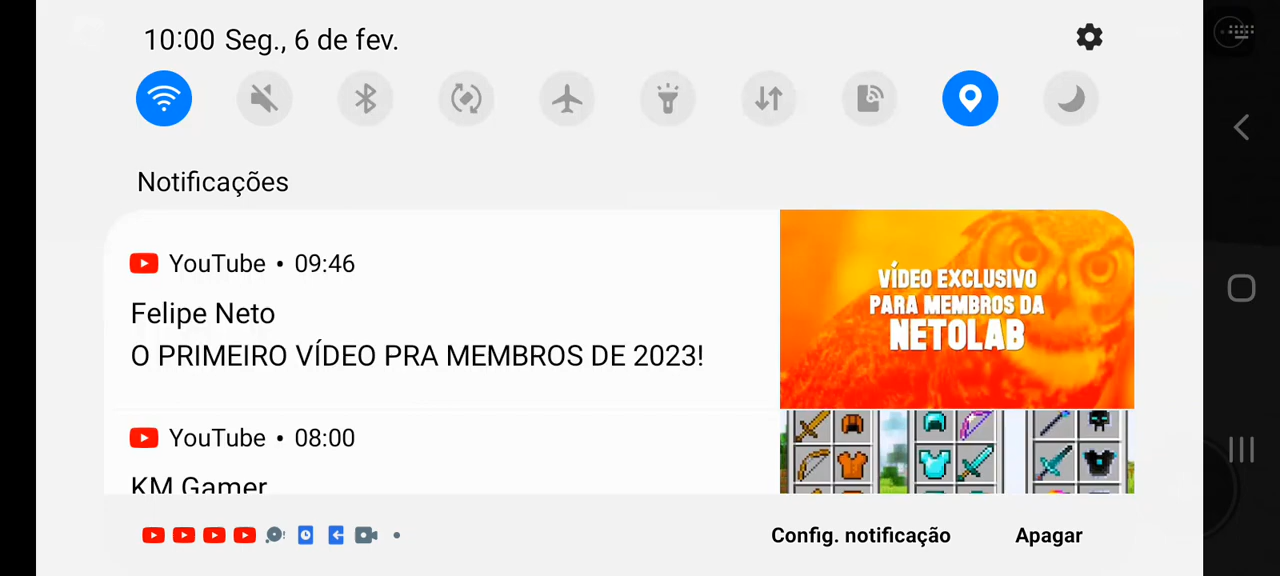 10:00 Seg., 6 de fev.
Notificações
YouTube • 09:46
Felipe Neto
O PRIMEIRO VÍDEO PRA MEMBROS DE 2023!
VÍDEO EXCLUSIVO
PARA MEMBROS DA
NETOLAB
YouTube • 08:00
KM Gamer
Config. notificação Apagar